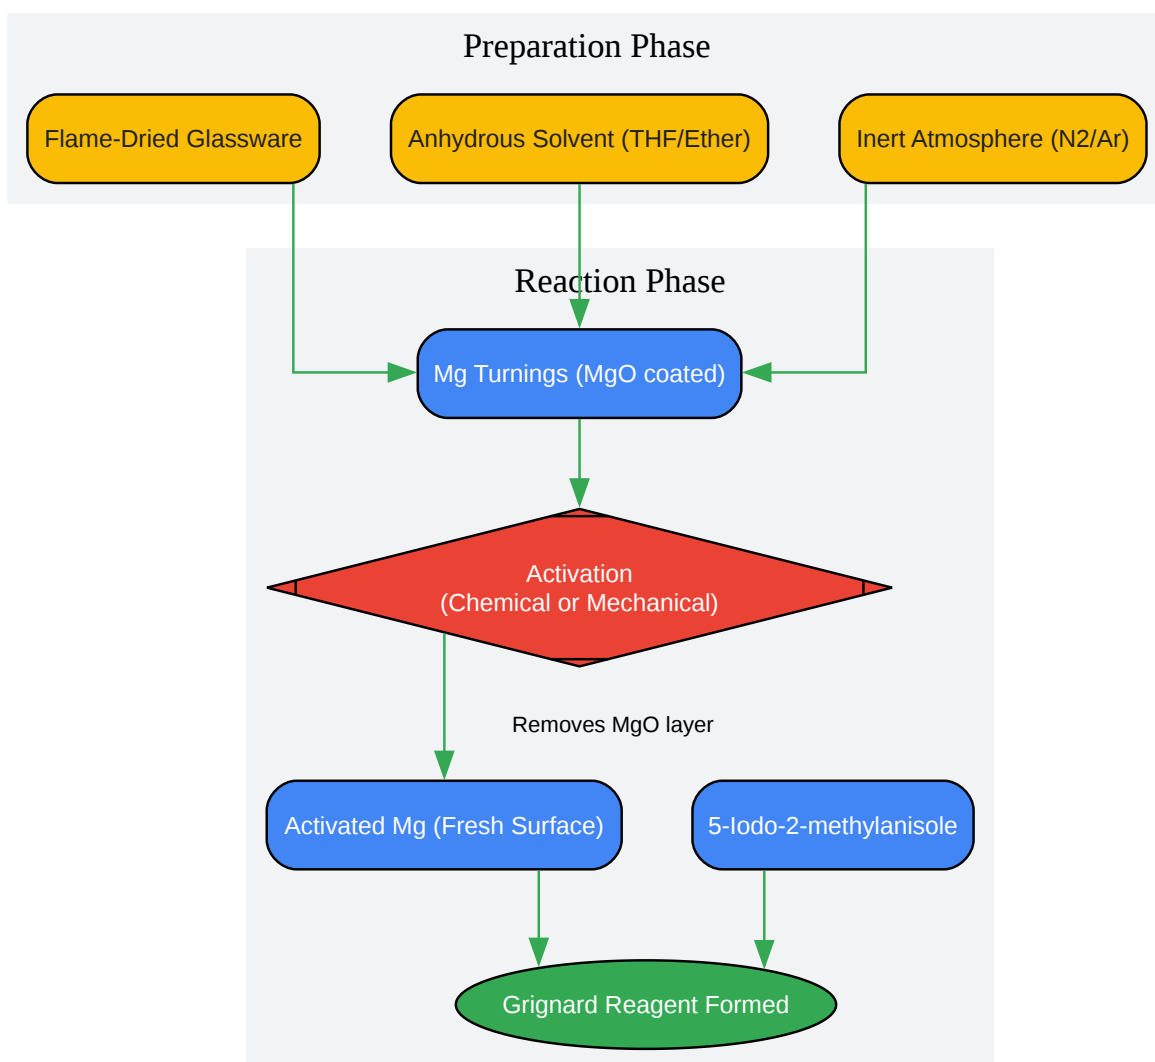 Preparation Phase
Flame-Dried Glassware
Anhydrous Solvent (THF/Ether)
Inert Atmosphere (N2/Ar)
Reaction Phase
Mg Turnings (MgO coated)
Activation
(Chemical or Mechanical)
Removes MgO layer
Activated Mg (Fresh Surface)
5-Iodo-2-methylanisole
Grignard Reagent Formed